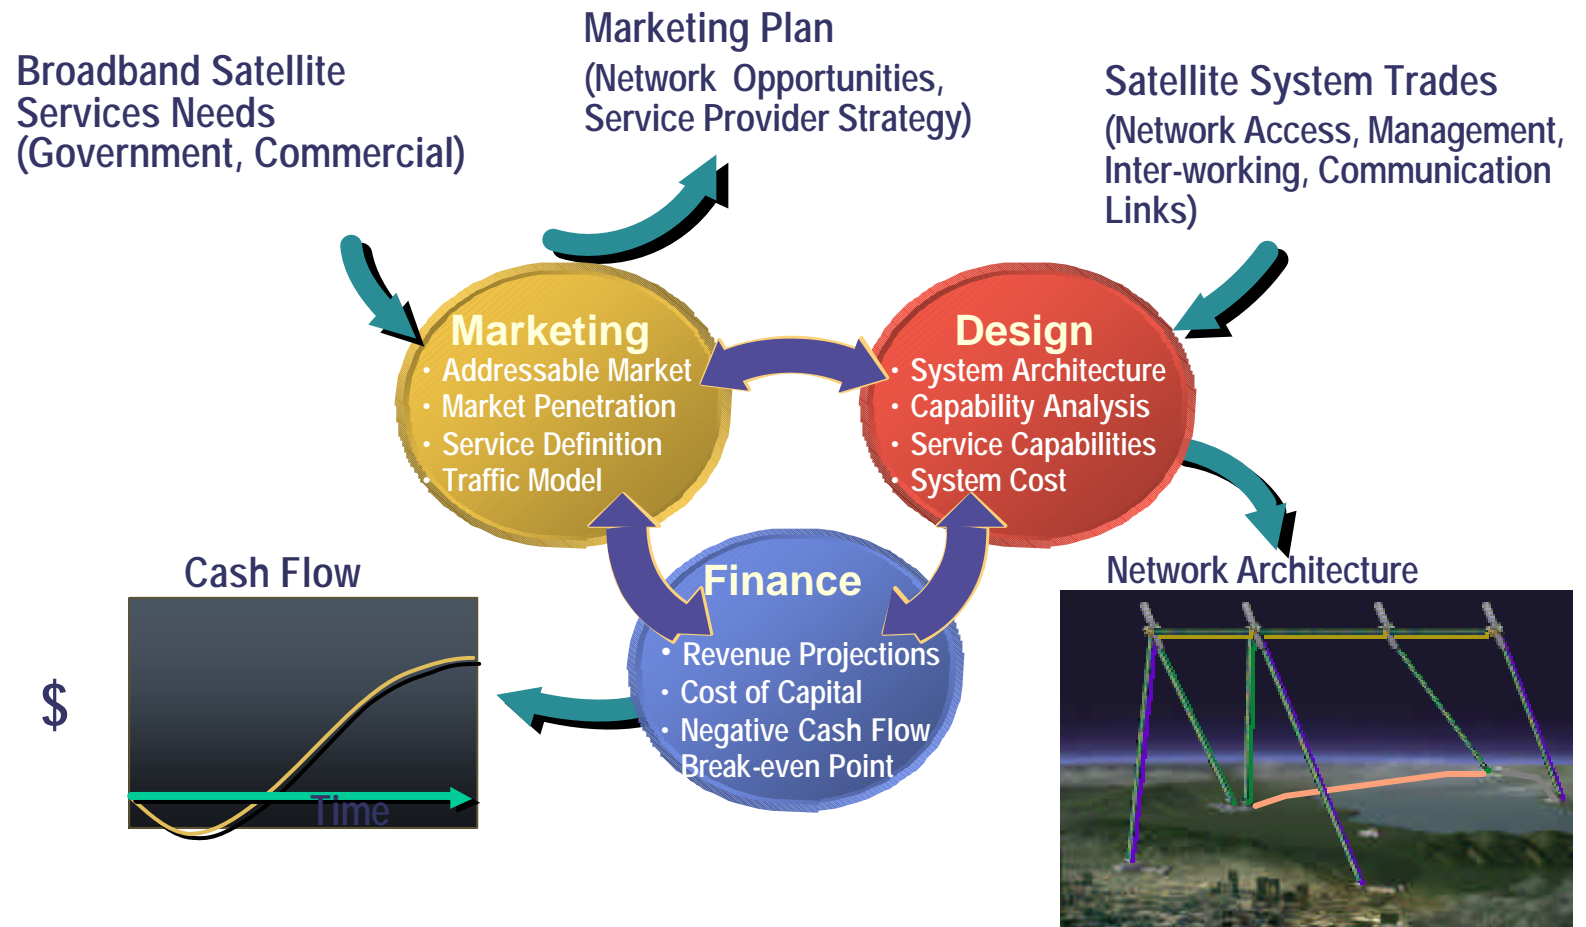 Marketing Plan
(Network Opportunities,
Service Provider Strategy)
Broadband Satellite
Services Needs
(Government, Commercial)
Satellite System Trades
(Network Access, Management,
Inter-working, Communication
Links)
Marketing
• Addressable Market
• Market Penetration
• Service Definition
• Traffic Model
Design
• System Architecture
• Capability Analysis
• Service Capabilities
• System Cost
Finance
• Revenue Projections
• Cost of Capital
• Negative Cash Flow
Break-even Point
Cash Flow
$
Time
Network Architecture